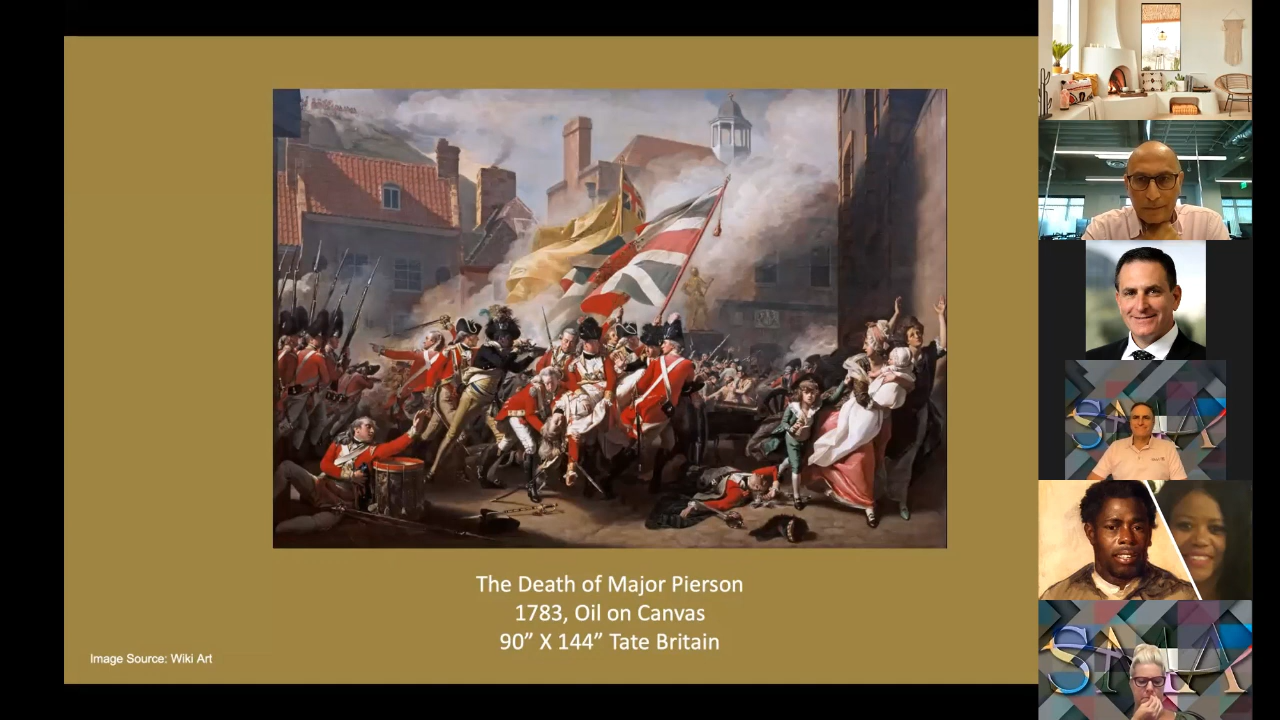 The Death of Major Pierson
1783, Oil on Canvas
90” X 144” Tate Britain
Image Source: Wiki Art